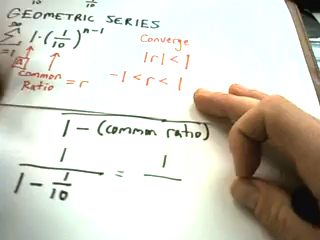 GEOMETRIC SERIES
∞
Σ 1·(1/10)^n-1
=1
a
common
Ratio = r
Converge
|r| < 1
-1 < r < 1
1 - (common ratio)
1 / (1 - 1/10) = 1 /